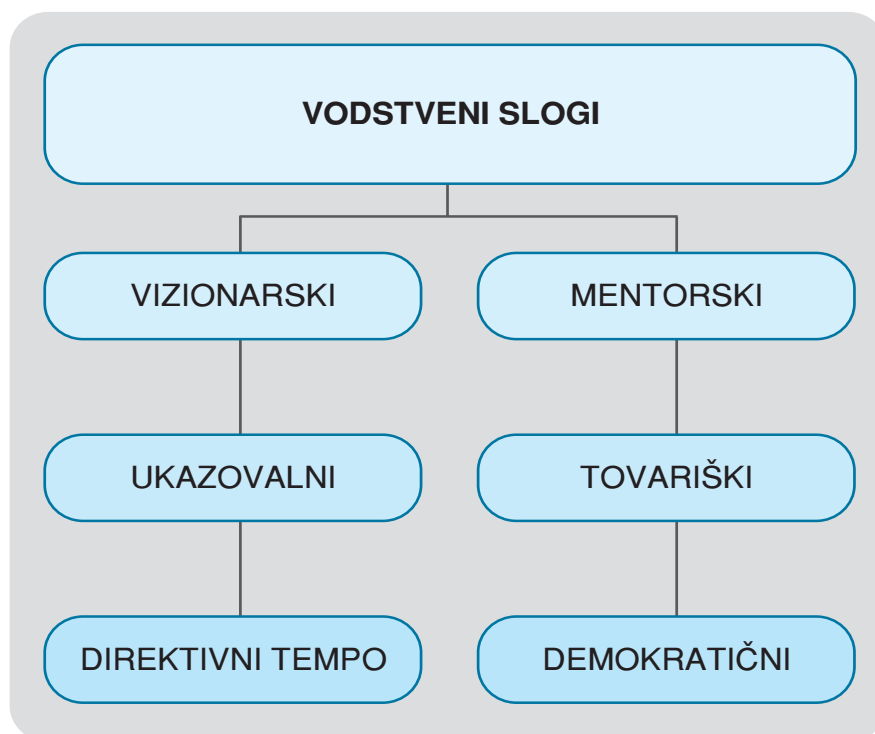 VODSTVENI SLOGI
VIZIONARSKI
MENTORSKI
UKAZOVALNI
TOVARIŠKI
DIREKTIVNI TEMPO
DEMOKRATIČNI